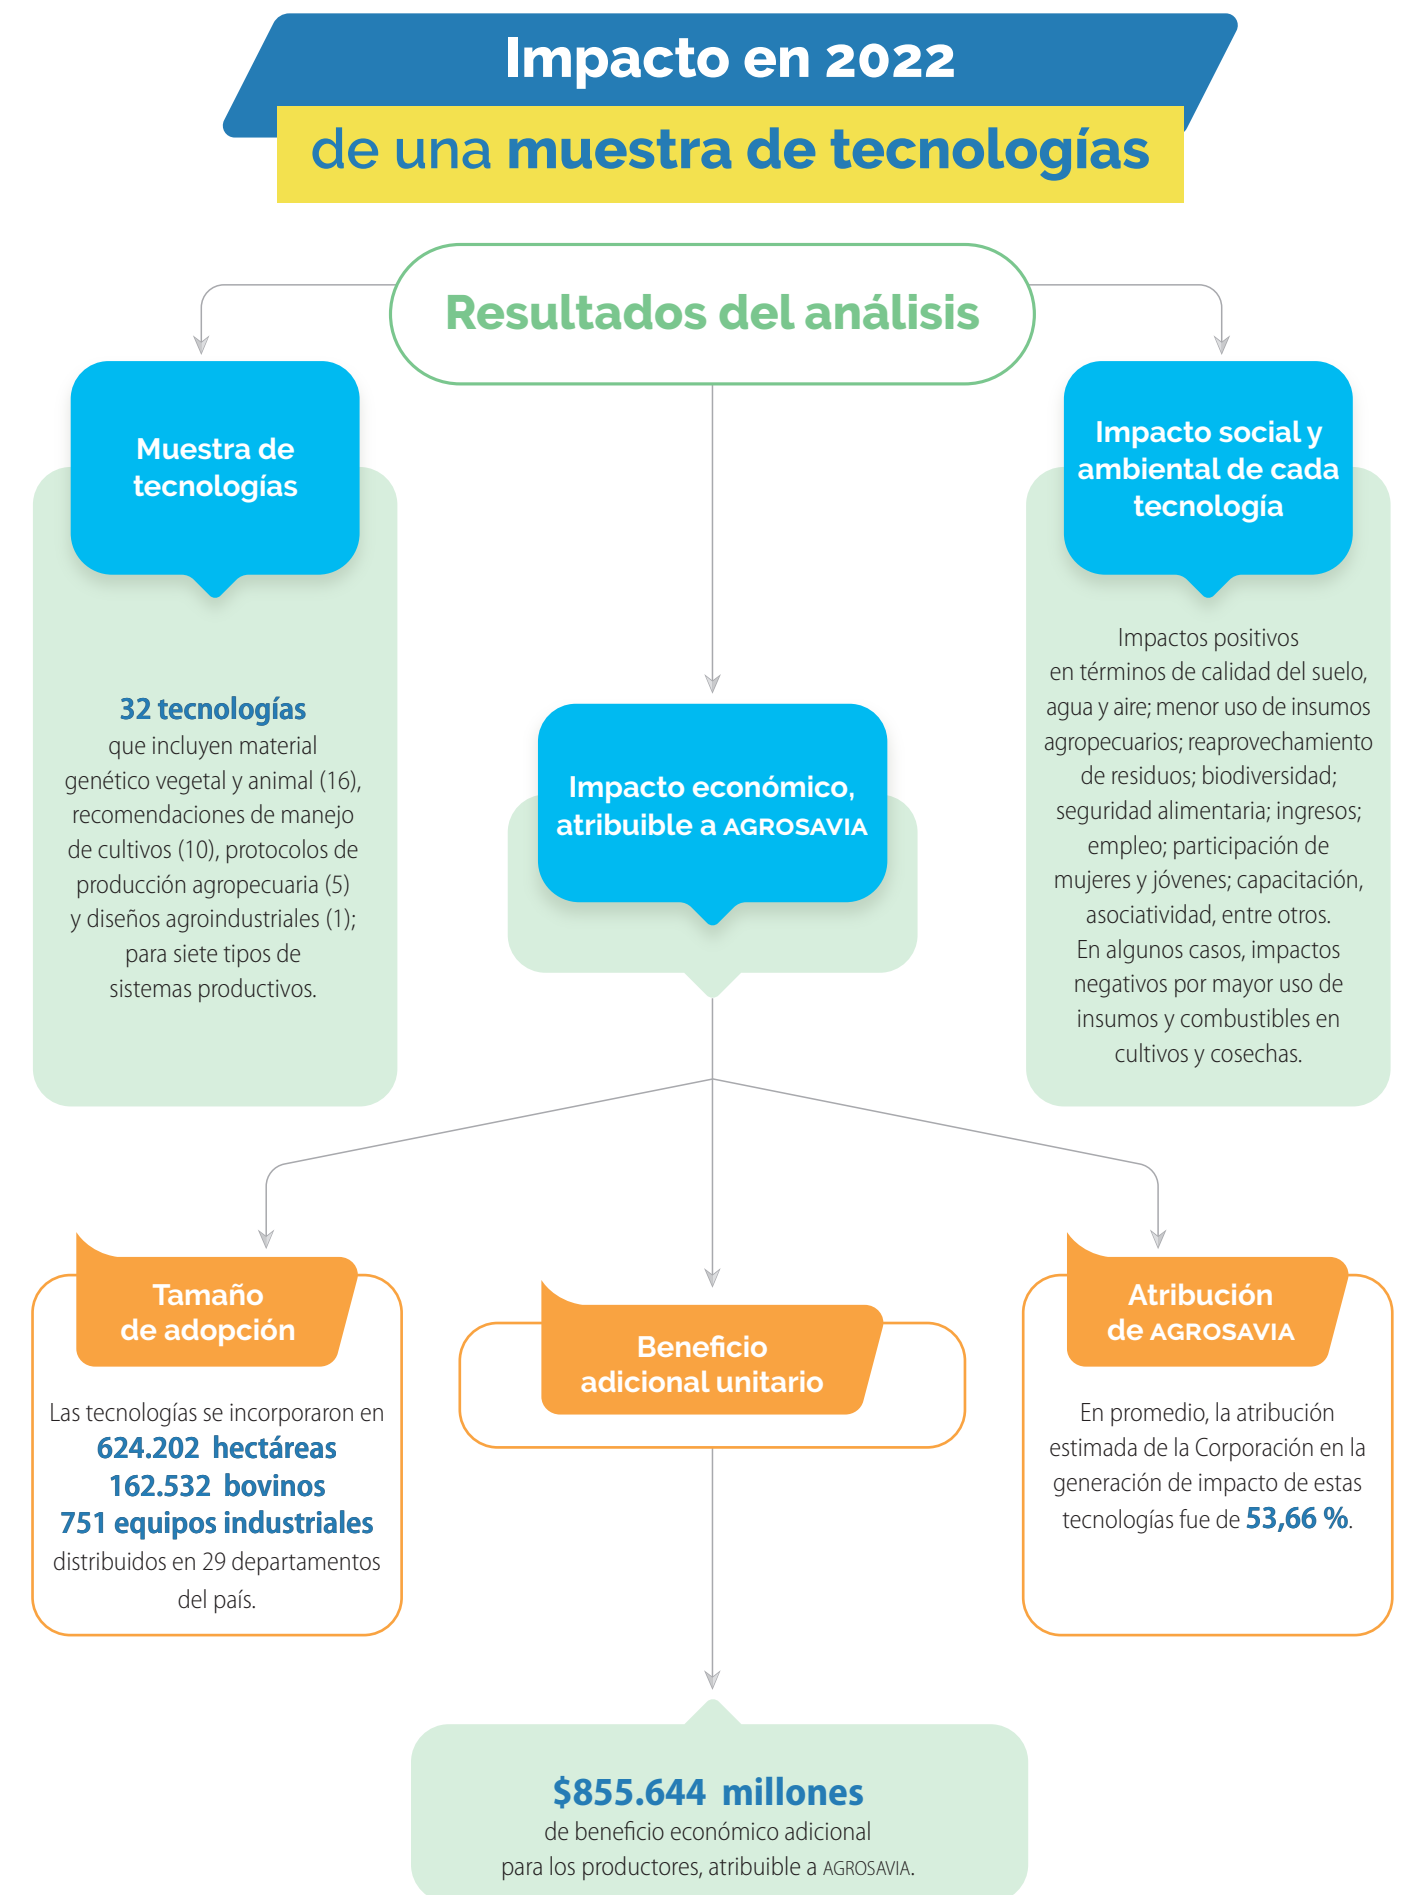 Impacto en 2022
de una muestra de tecnologías
Resultados del análisis
Muestra de
tecnologías
32 tecnologías
que incluyen material
genético vegetal y animal (16),
recomendaciones de manejo
de cultivos (10), protocolos de
producción agropecuaria (5)
y diseños agroindustriales (1);
para siete tipos de
sistemas productivos.
Impacto económico,
atribuible a AGROSAVIA
Impacto social y
ambiental de cada
tecnología
Impactos positivos
en términos de calidad del suelo,
agua y aire; menor uso de insumos
agropecuarios; reaprovechamiento
de residuos; biodiversidad;
seguridad alimentaria; ingresos;
empleo; participación de
mujeres y jóvenes; capacitación,
asociatividad, entre otros.
En algunos casos, impactos
negativos por mayor uso de
insumos y combustibles en
cultivos y cosechas.
Tamaño
de adopción
Las tecnologías se incorporaron en
624.202 hectáreas
162.532 bovinos
751 equipos industriales
distribuidos en 29 departamentos
del país.
Beneficio
adicional unitario
Atribución
de AGROSAVIA
En promedio, la atribución
estimada de la Corporación en la
generación de impacto de estas
tecnologías fue de 53,66 %.
$855.644 millones
de beneficio económico adicional
para los productores, atribuible a AGROSAVIA.